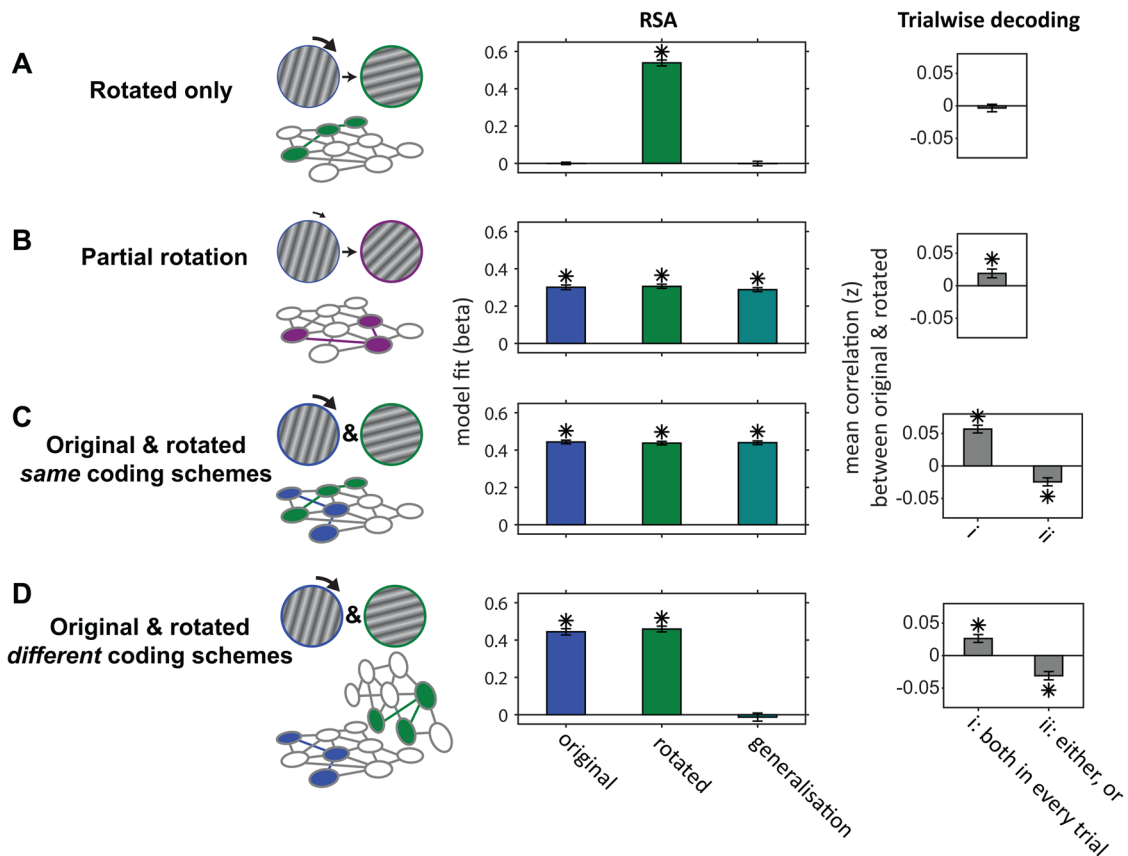 RSA
Trialwise decoding
A
Rotated only
0.6
0.4
0.2
0
*
0.05
0
-0.05
B
Partial rotation
0.6
0.4
0.2
0
* * *
0.05
0
-0.05
*
model fit (beta)
mean correlation (z)
between original & rotated
C
&
Original & rotated
same coding schemes
0.6
0.4
0.2
0
* * *
0.05
0
-0.05
* *
i ii
D
&
Original & rotated
different coding schemes
0.6
0.4
0.2
0
* *
0.05
0
-0.05
* *
original
rotated
generalisation
i: both in every trial
ii: either, or